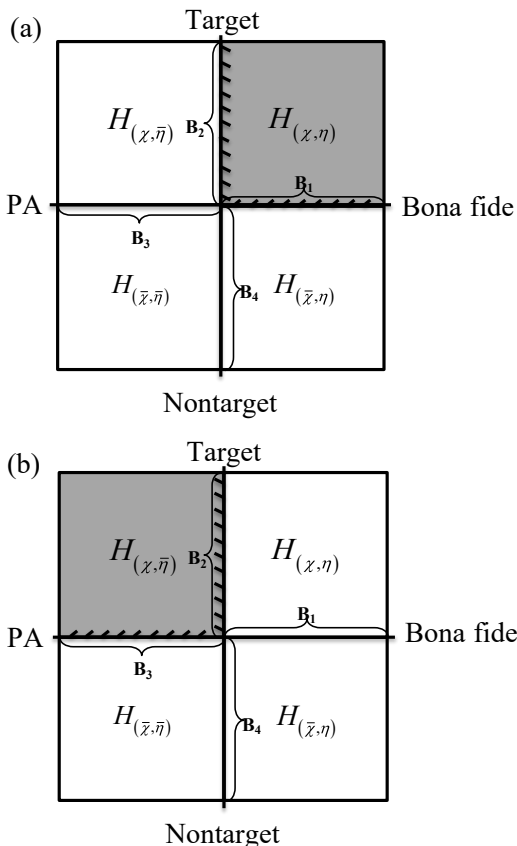 (a)
Target
H(χ,η̄) B₂ H(χ,η)
B₁
PA Bona fide
B₃
H(χ̄,η̄) B₄ H(χ̄,η)
Nontarget
(b)
Target
H(χ,η̄) B₂ H(χ,η)
B₁
PA Bona fide
B₃
H(χ̄,η̄) B₄ H(χ̄,η)
Nontarget